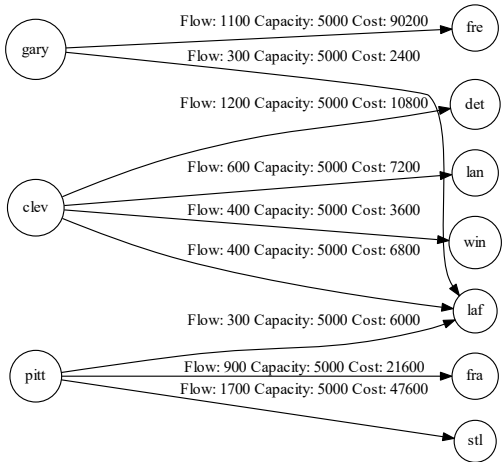 Flow: 1100 Capacity: 5000 Cost: 90200
fre
gary
Flow: 300 Capacity: 5000 Cost: 2400
Flow: 1200 Capacity: 5000 Cost: 10800
det
Flow: 600 Capacity: 5000 Cost: 7200
lan
clev
Flow: 400 Capacity: 5000 Cost: 3600
win
Flow: 400 Capacity: 5000 Cost: 6800
laf
Flow: 300 Capacity: 5000 Cost: 6000
pitt
Flow: 900 Capacity: 5000 Cost: 21600
fra
Flow: 1700 Capacity: 5000 Cost: 47600
stl